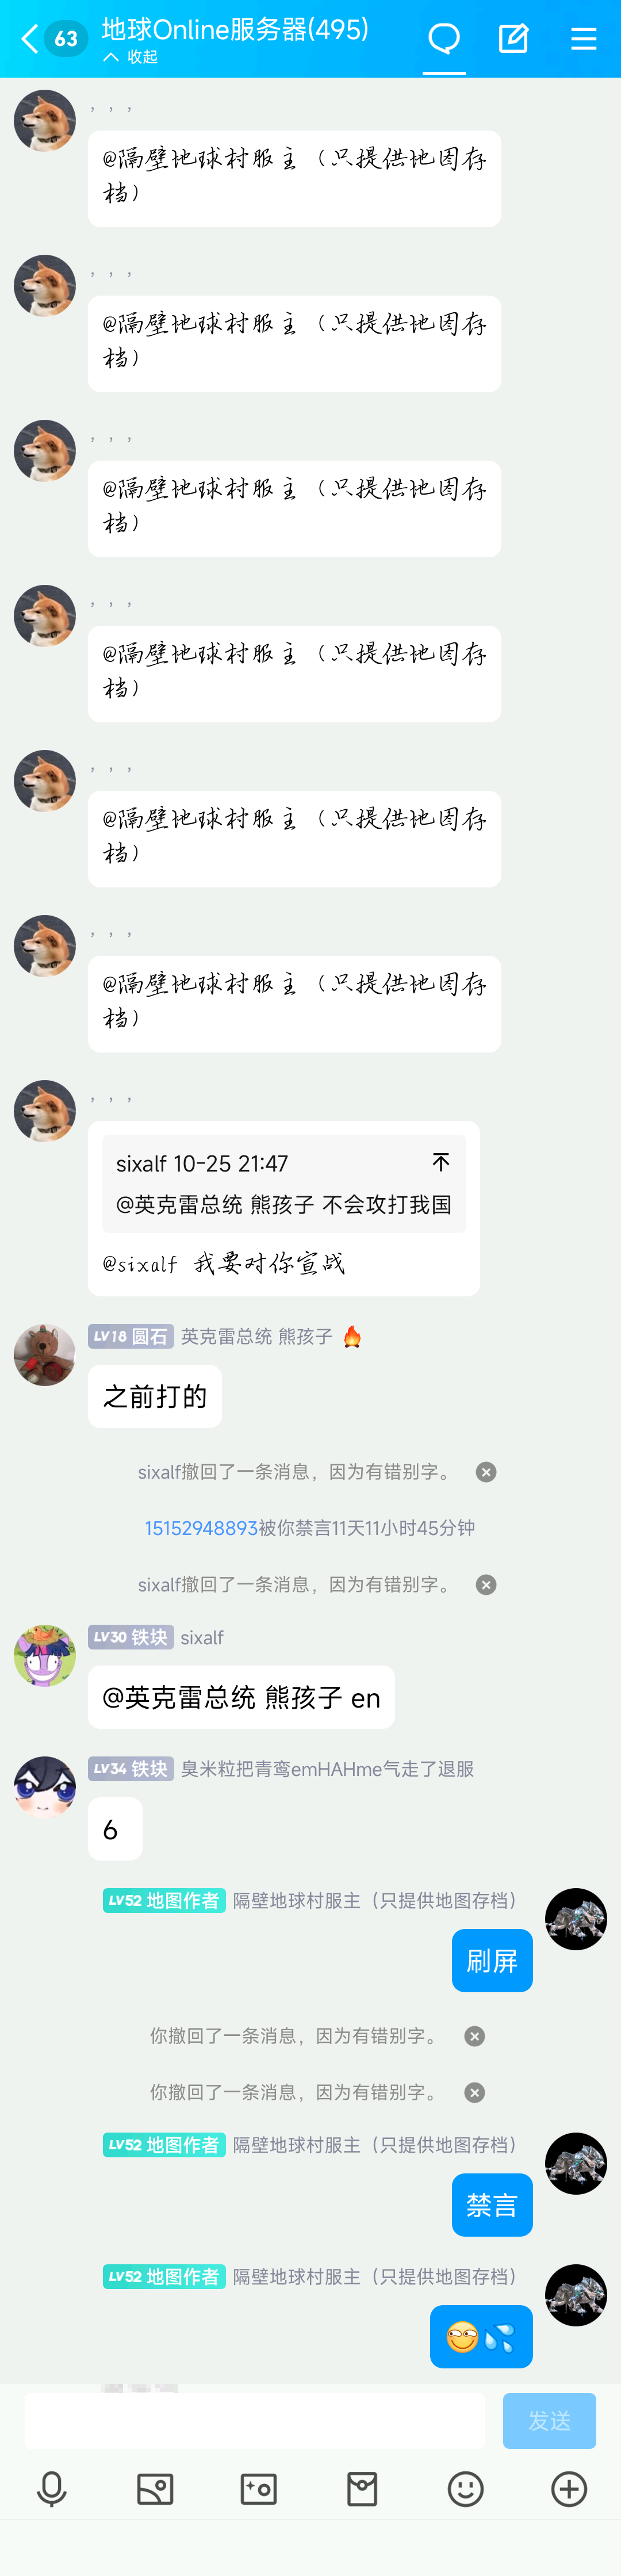 63
地球Online服务器(495)
收起
，，，
@隔壁地球村服主（只提供地图存
档）
，，，
@隔壁地球村服主（只提供地图存
档）
，，，
@隔壁地球村服主（只提供地图存
档）
，，，
@隔壁地球村服主（只提供地图存
档）
，，，
@隔壁地球村服主（只提供地图存
档）
，，，
@隔壁地球村服主（只提供地图存
档）
，，，
sixalf 10-25 21:47
@英克雷总统 熊孩子 不会攻打我国
@sixalf 我要对你宣战
LV18 圆石 英克雷总统 熊孩子 🔥
之前打的
sixalf撤回了一条消息，因为有错别字。
15152948893被你禁言11天11小时45分钟
sixalf撤回了一条消息，因为有错别字。
LV30 铁块 sixalf
@英克雷总统 熊孩子 en
LV34 铁块 臭米粒把青鸾emHAHme气走了退服
6
LV52 地图作者 隔壁地球村服主（只提供地图存档）
刷屏
你撤回了一条消息，因为有错别字。
你撤回了一条消息，因为有错别字。
LV52 地图作者 隔壁地球村服主（只提供地图存档）
禁言
LV52 地图作者 隔壁地球村服主（只提供地图存档）
发送